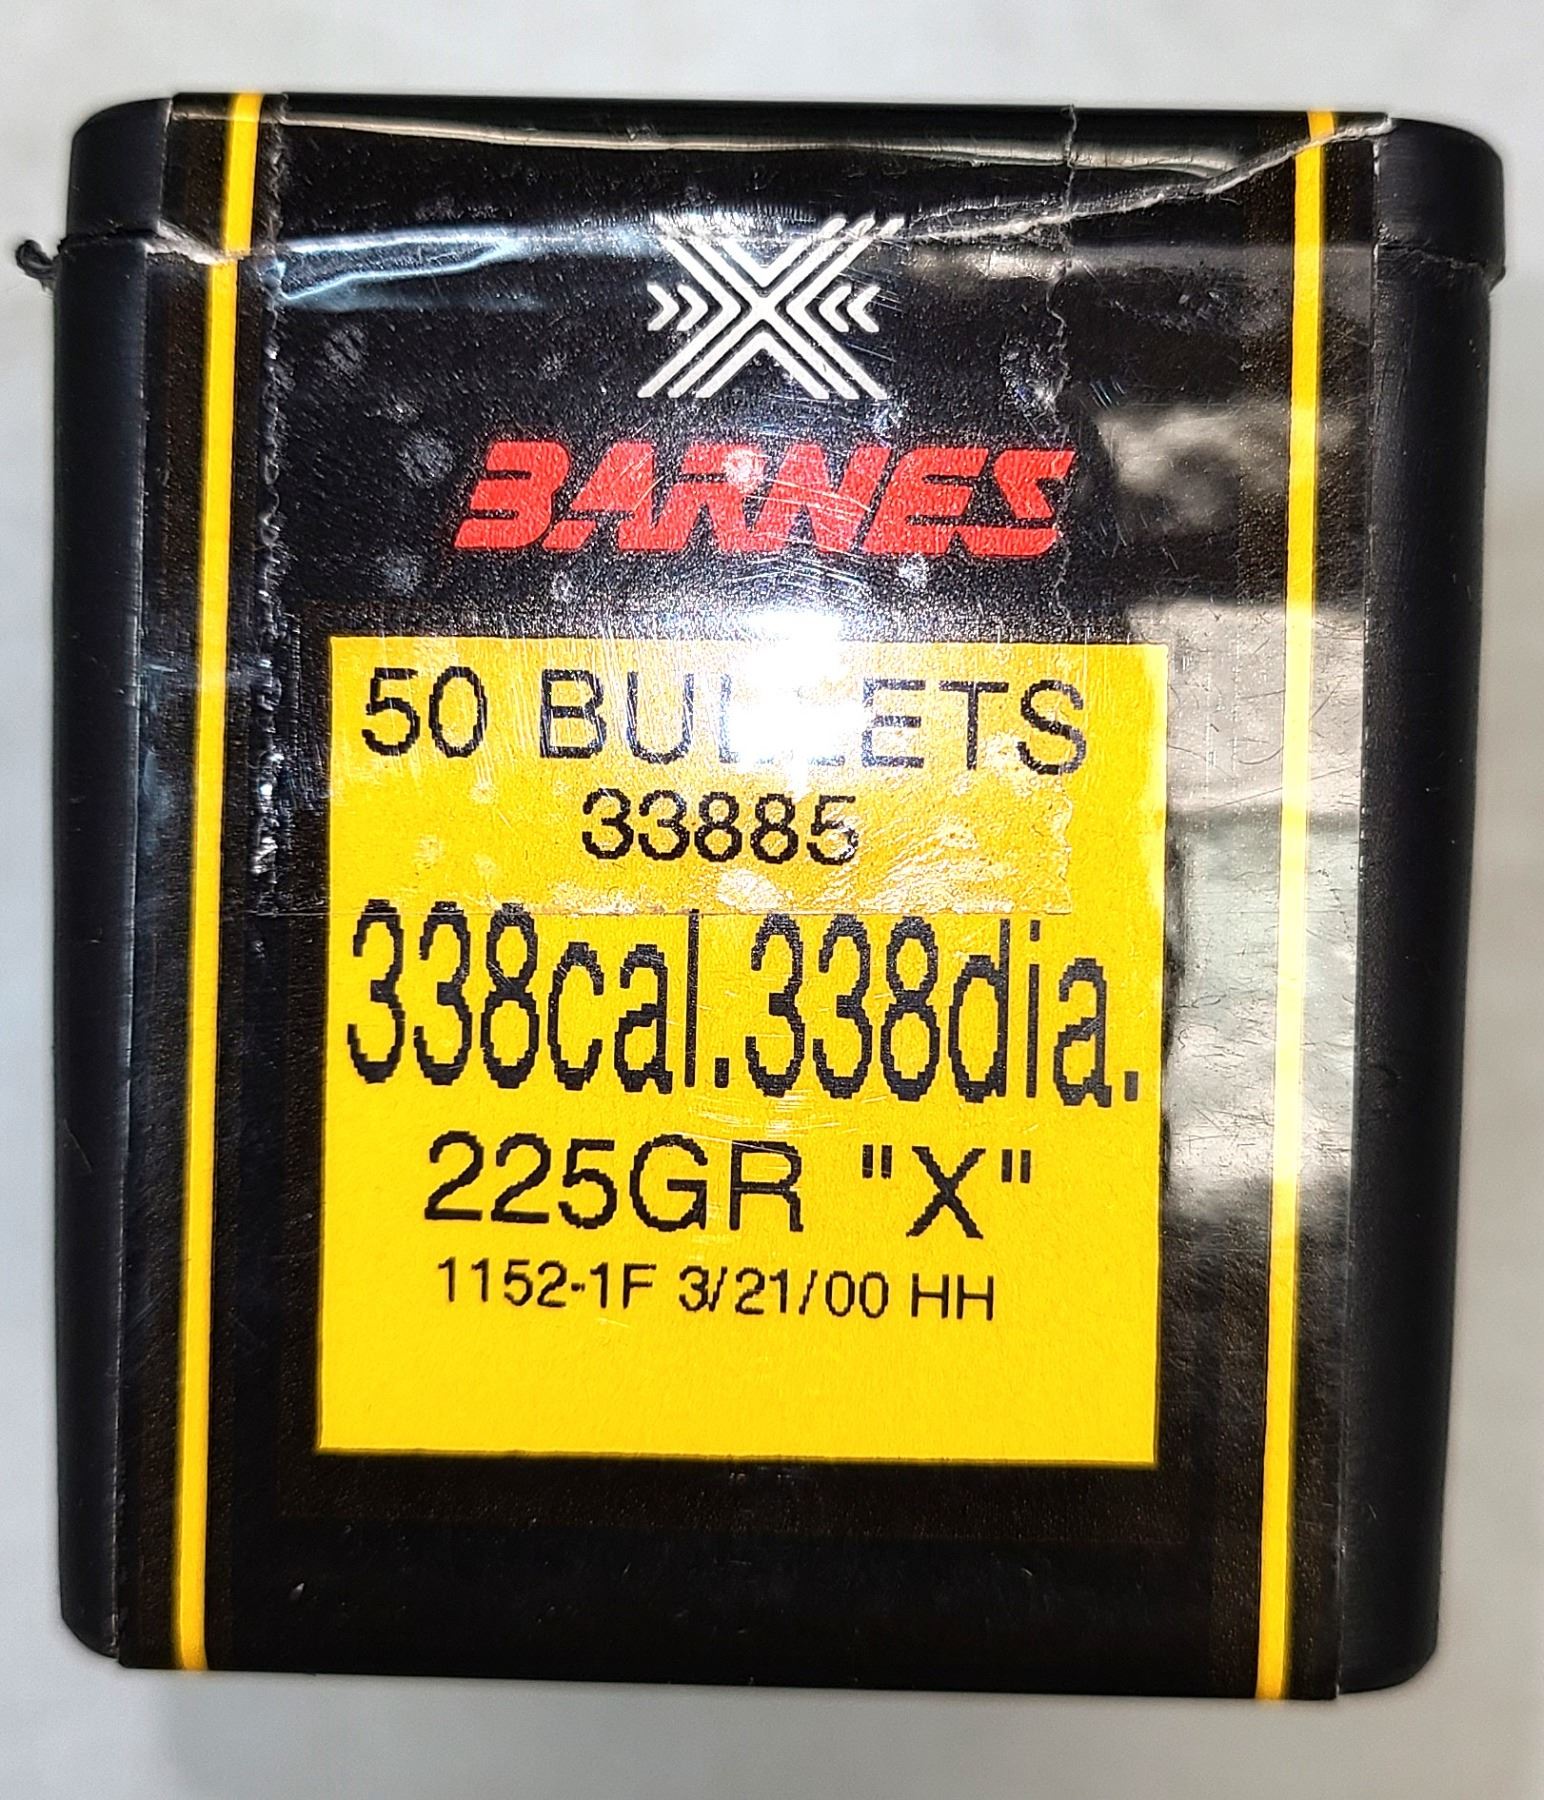 BARNES
50 BULLETS
33885
338cal.338dia.
225GR "X"
1152-1F 3/21/00 HH